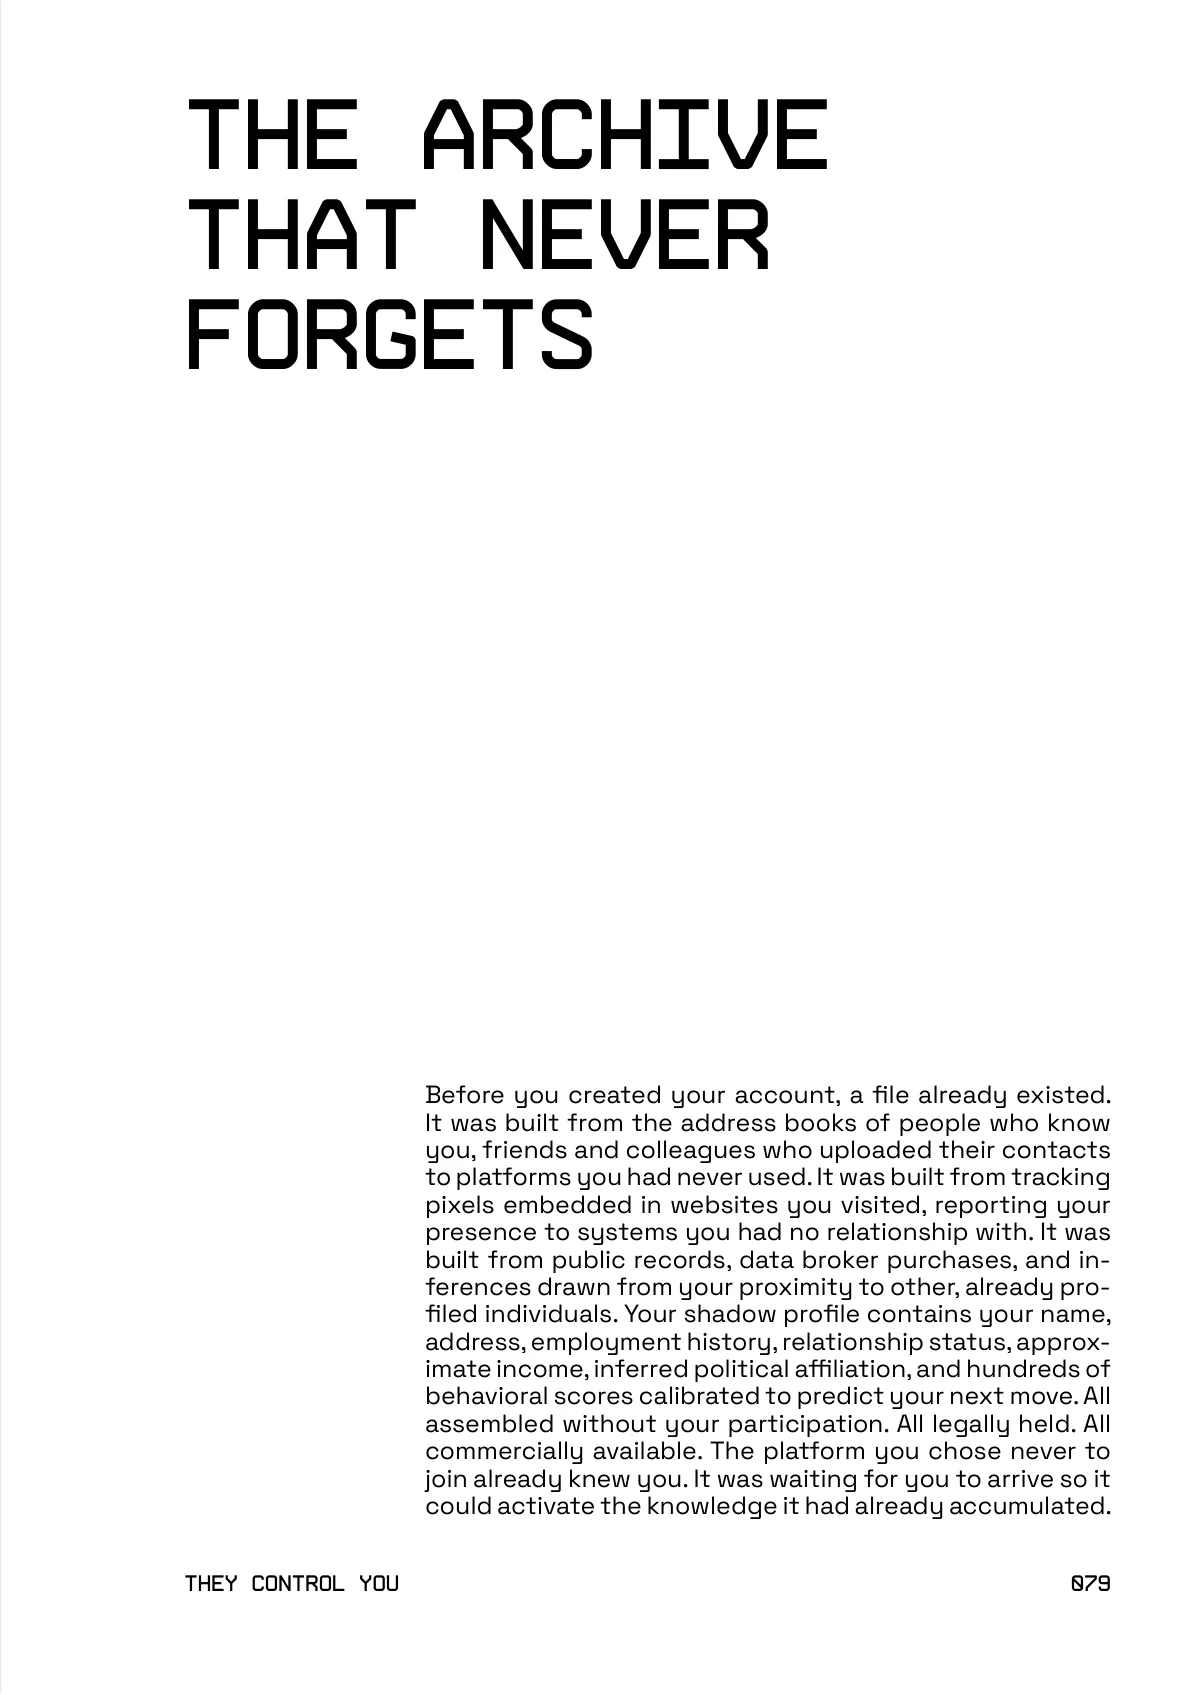 THE ARCHIVE
THAT NEVER
FORGETS
Before you created your account, a file already existed.
It was built from the address books of people who know
you, friends and colleagues who uploaded their contacts
to platforms you had never used. It was built from tracking
pixels embedded in websites you visited, reporting your
presence to systems you had no relationship with. It was
built from public records, data broker purchases, and in-
ferences drawn from your proximity to other, already pro-
filed individuals. Your shadow profile contains your name,
address, employment history, relationship status, approx-
imate income, inferred political affiliation, and hundreds of
behavioral scores calibrated to predict your next move. All
assembled without your participation. All legally held. All
commercially available. The platform you chose never to
join already knew you. It was waiting for you to arrive so it
could activate the knowledge it had already accumulated.
THEY CONTROL YOU 079